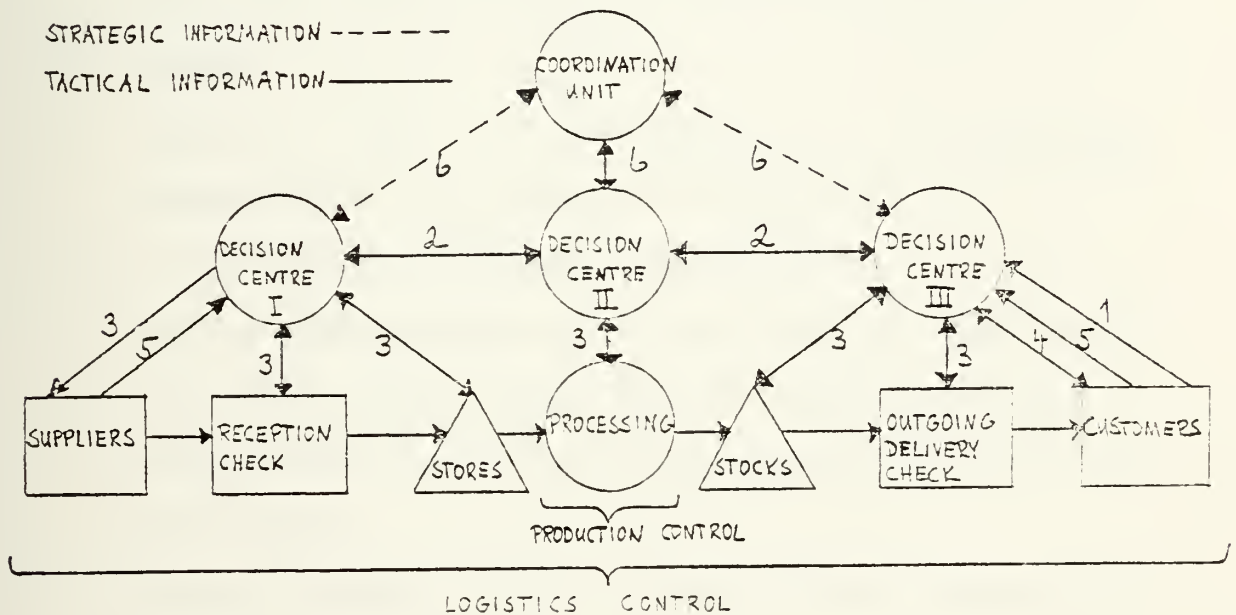 STRATEGIC INFORMATION
TACTICAL INFORMATION
COORDINATION
UNIT
6
6
6
DECISION
CENTRE
I
2
DECISION
CENTRE
II
2
DECISION
CENTRE
III
3
5
3
3
3
3
3
4
5
1
SUPPLIERS
RECEPTION
CHECK
STORES
PROCESSING
STOCKS
OUTGOING
DELIVERY
CHECK
CUSTOMERS
PRODUCTION CONTROL
LOGISTICS CONTROL